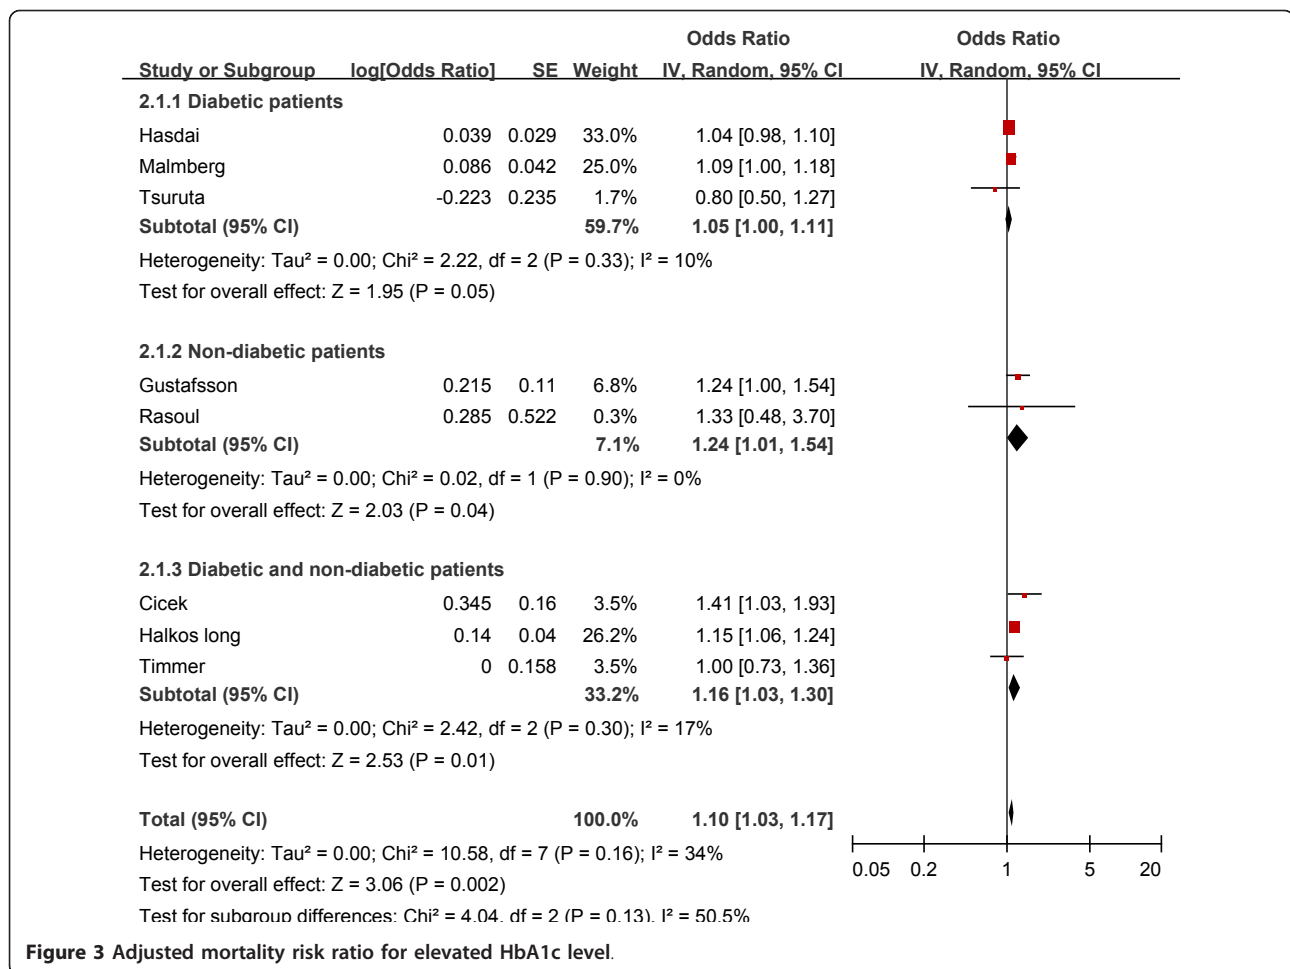 Odds Ratio Odds Ratio
Study or Subgroup log[Odds Ratio] SE Weight IV, Random, 95% CI IV, Random, 95% CI
2.1.1 Diabetic patients
Hasdai 0.039 0.029 33.0% 1.04 [0.98, 1.10]
Malmberg 0.086 0.042 25.0% 1.09 [1.00, 1.18]
Tsuruta -0.223 0.235 1.7% 0.80 [0.50, 1.27]
Subtotal (95% CI) 59.7% 1.05 [1.00, 1.11]
Heterogeneity: Tau² = 0.00; Chi² = 2.22, df = 2 (P = 0.33); I² = 10%
Test for overall effect: Z = 1.95 (P = 0.05)
2.1.2 Non-diabetic patients
Gustafsson 0.215 0.11 6.8% 1.24 [1.00, 1.54]
Rasoul 0.285 0.522 0.3% 1.33 [0.48, 3.70]
Subtotal (95% CI) 7.1% 1.24 [1.01, 1.54]
Heterogeneity: Tau² = 0.00; Chi² = 0.02, df = 1 (P = 0.90); I² = 0%
Test for overall effect: Z = 2.03 (P = 0.04)
2.1.3 Diabetic and non-diabetic patients
Cicek 0.345 0.16 3.5% 1.41 [1.03, 1.93]
Halkos long 0.14 0.04 26.2% 1.15 [1.06, 1.24]
Timmer 0 0.158 3.5% 1.00 [0.73, 1.36]
Subtotal (95% CI) 33.2% 1.16 [1.03, 1.30]
Heterogeneity: Tau² = 0.00; Chi² = 2.42, df = 2 (P = 0.30); I² = 17%
Test for overall effect: Z = 2.53 (P = 0.01)
Total (95% CI) 100.0% 1.10 [1.03, 1.17]
Heterogeneity: Tau² = 0.00; Chi² = 10.58, df = 7 (P = 0.16); I² = 34%
Test for overall effect: Z = 3.06 (P = 0.002)
Test for subgroup differences: Chi² = 4.04, df = 2 (P = 0.13), I² = 50.5%
0.05 0.2 1 5 20
Figure 3 Adjusted mortality risk ratio for elevated HbA1c level.